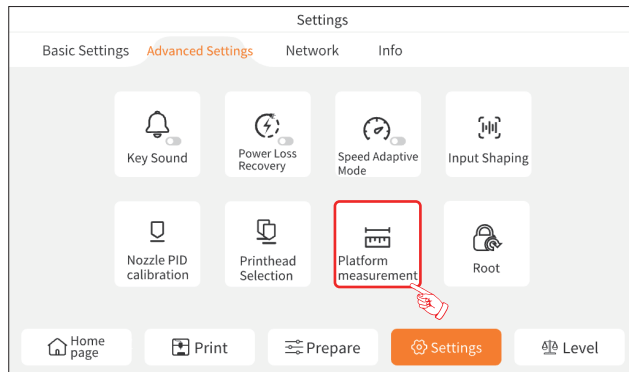 Settings
Basic Settings Advanced Settings Network Info
Key Sound
Power Loss
Recovery
Speed Adaptive
Mode
Input Shaping
Nozzle PID
calibration
Printhead
Selection
Platform
measurement
Root
Home
page
Print
Prepare
Settings
Level